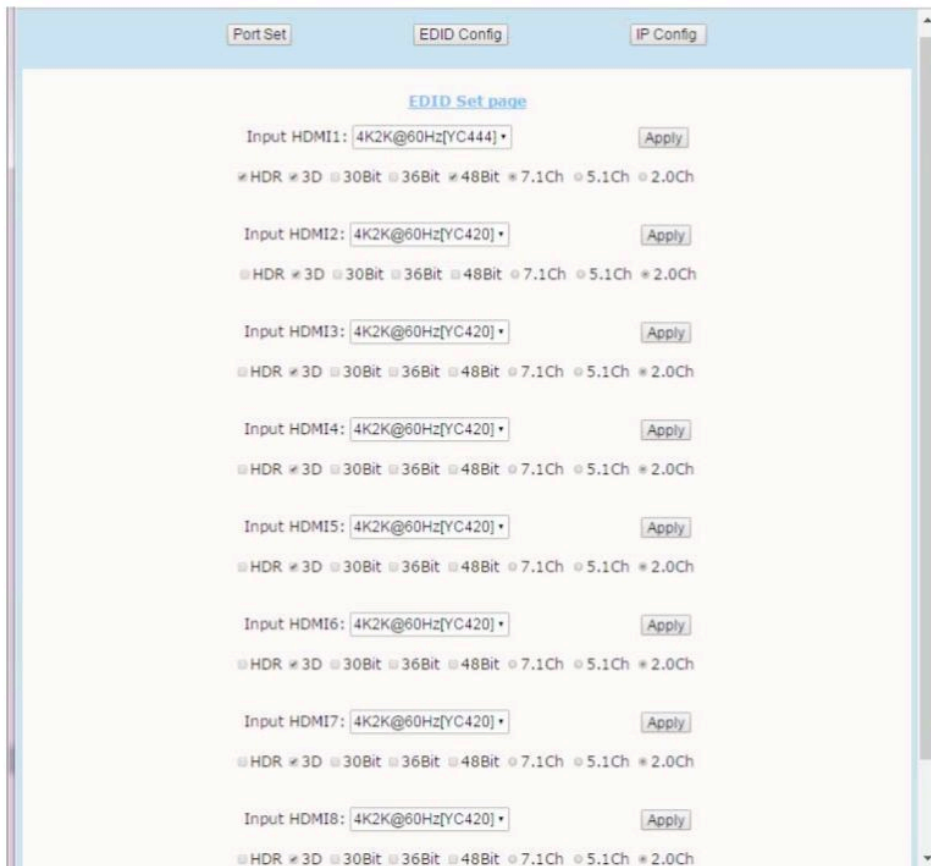 Port Set EDID Config IP Config
EDID Set page
Input HDMI1: 4K2K@60Hz[YC444] Apply
HDR 3D 30Bit 36Bit 48Bit 7.1Ch 5.1Ch 2.0Ch
Input HDMI2: 4K2K@60Hz[YC420] Apply
HDR 3D 30Bit 36Bit 48Bit 7.1Ch 5.1Ch 2.0Ch
Input HDMI3: 4K2K@60Hz[YC420] Apply
HDR 3D 30Bit 36Bit 48Bit 7.1Ch 5.1Ch 2.0Ch
Input HDMI4: 4K2K@60Hz[YC420] Apply
HDR 3D 30Bit 36Bit 48Bit 7.1Ch 5.1Ch 2.0Ch
Input HDMI5: 4K2K@60Hz[YC420] Apply
HDR 3D 30Bit 36Bit 48Bit 7.1Ch 5.1Ch 2.0Ch
Input HDMI6: 4K2K@60Hz[YC420] Apply
HDR 3D 30Bit 36Bit 48Bit 7.1Ch 5.1Ch 2.0Ch
Input HDMI7: 4K2K@60Hz[YC420] Apply
HDR 3D 30Bit 36Bit 48Bit 7.1Ch 5.1Ch 2.0Ch
Input HDMI8: 4K2K@60Hz[YC420] Apply
HDR 3D 30Bit 36Bit 48Bit 7.1Ch 5.1Ch 2.0Ch